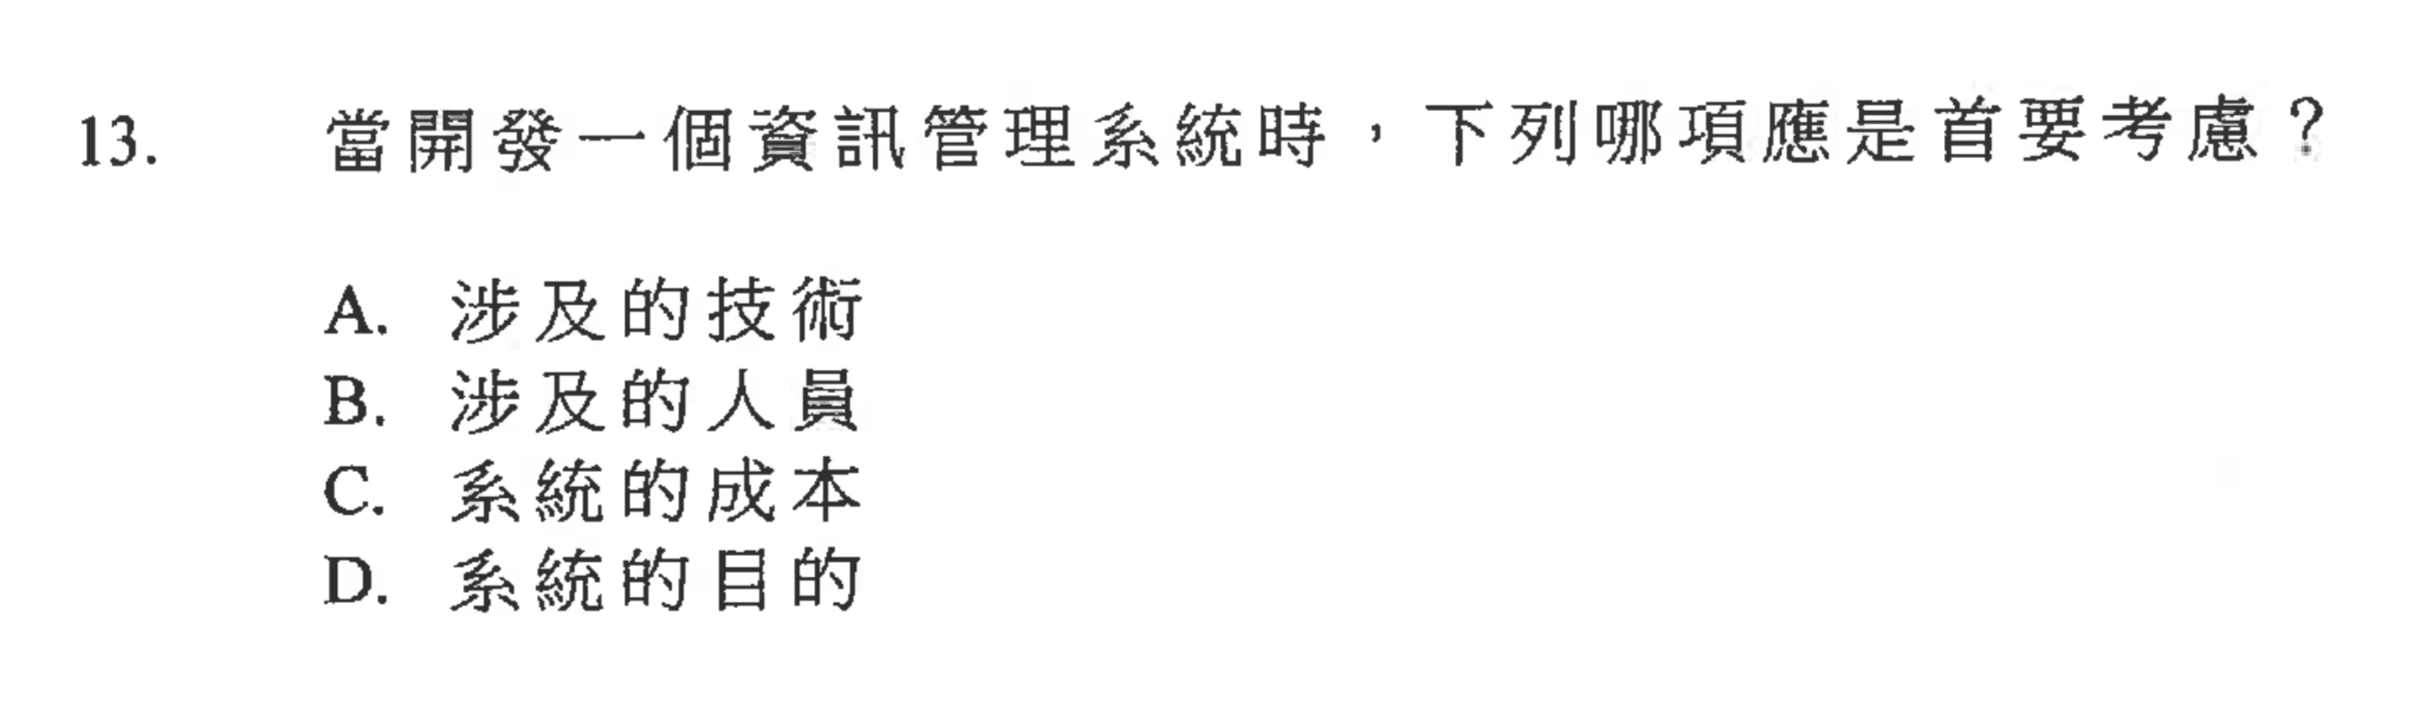 13. 當開發一個資訊管理系統時，下列哪項應是首要考慮？
A. 涉及的技術
B. 涉及的人員
C. 系統的成本
D. 系統的目的